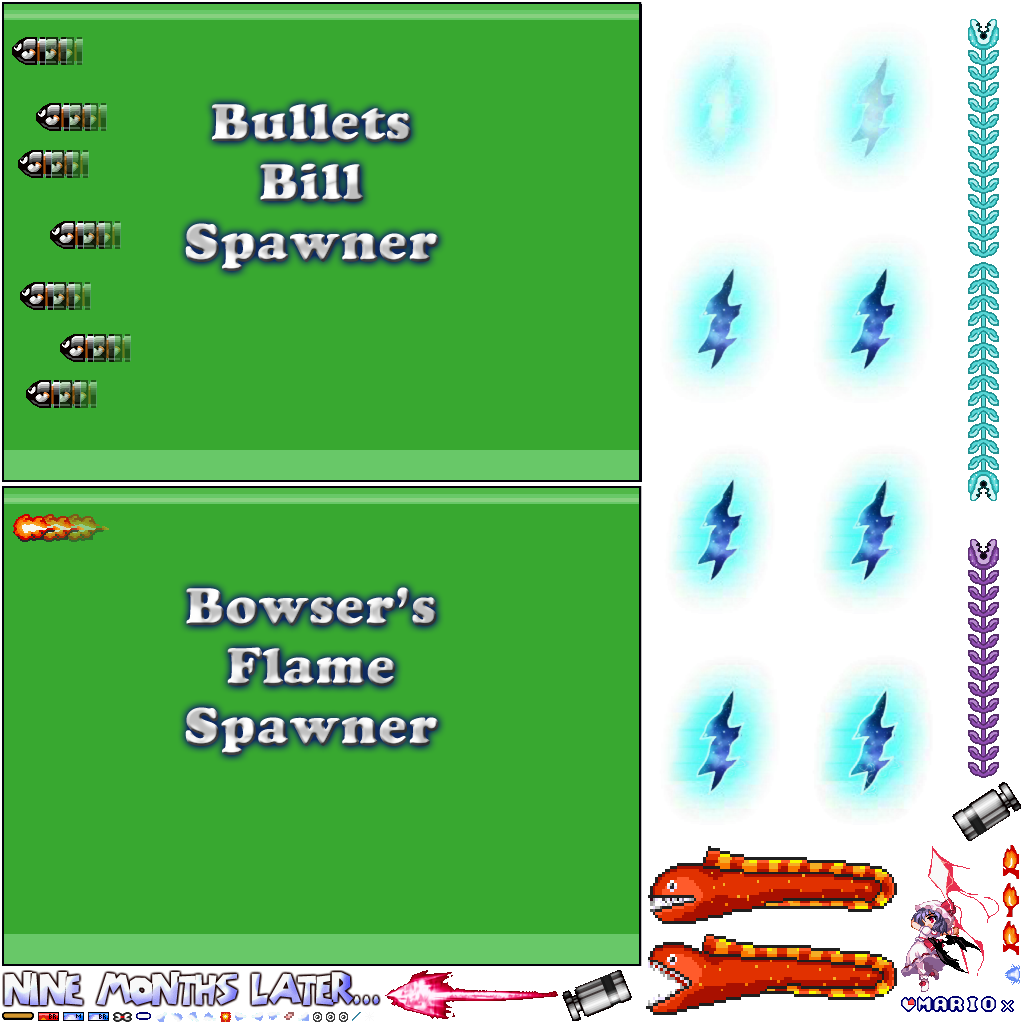 Bullets
Bill
Spawner
Bowser's
Flame
Spawner
NINE MONTHS LATER...
MARIO x